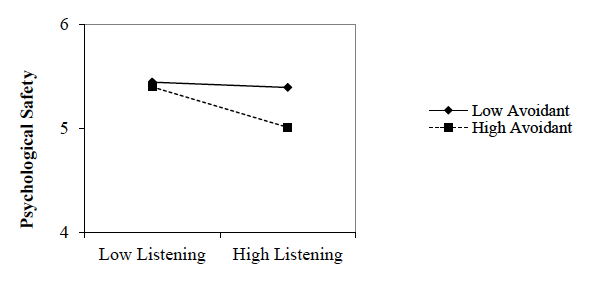 6
5
4
Psychological Safety
Low Listening
High Listening
Low Avoidant
High Avoidant